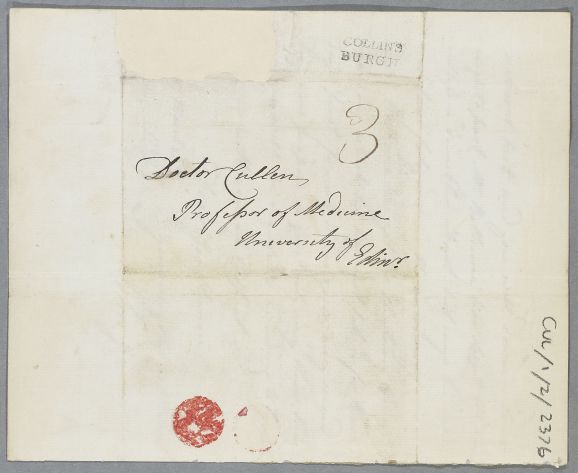 COLLINS
BURGH
3
Doctor Cullen
Professor of Medicine
University of
Edinr.
CUL/1/2/2376